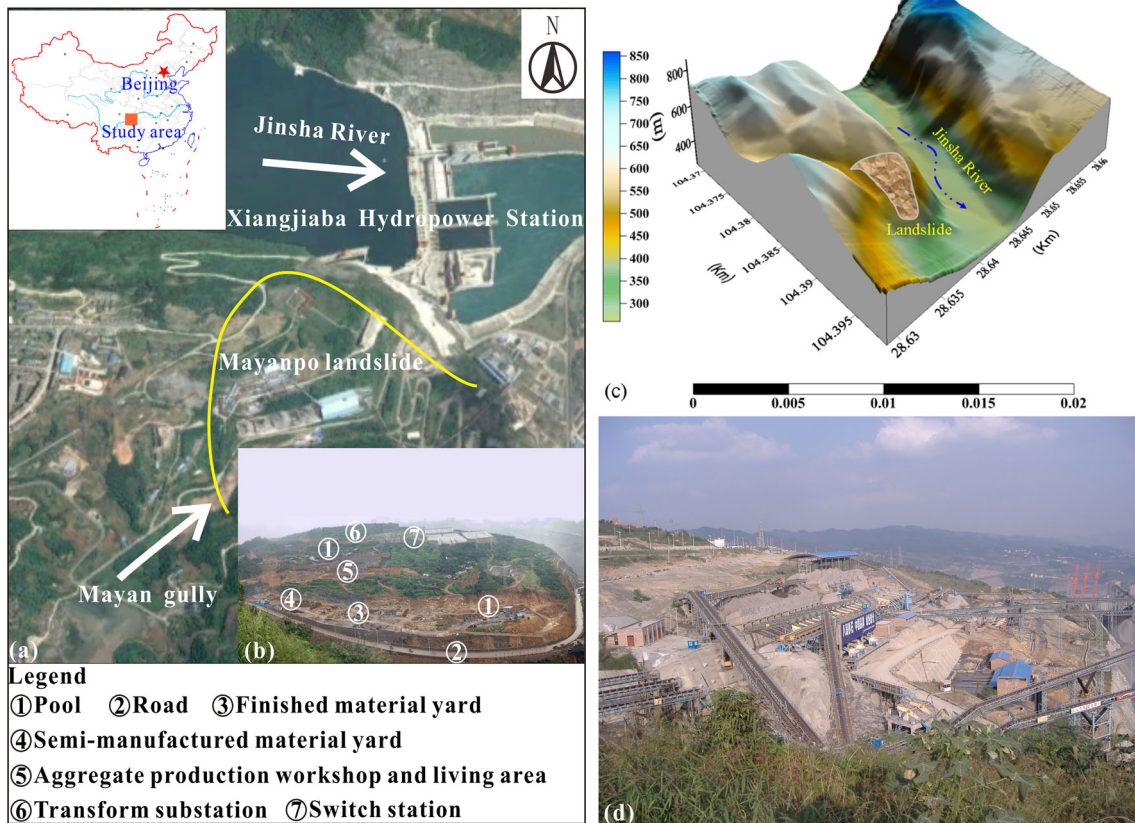 Beijing
Study area
N
Jinsha River
Xiangjiaba Hydropower Station
Mayanpo landslide
Mayan gully
(a)
⑥
⑦
①
⑤
④
③
①
②
(b)
Legend
①Pool ②Road ③Finished material yard
④Semi-manufactured material yard
⑤Aggregate production workshop and living area
⑥Transform substation ⑦Switch station
850
800
750
700
650
600
550
500
450
400
350
300
(m)
800
600
400
104.37
104.375
104.38
104.385
104.39
104.395
(Km)
28.63
28.635
28.64
28.645
28.65
28.655
28.66
(Km)
Jinsha River
Landslide
(c)
0 0.005 0.01 0.015 0.02
(d)